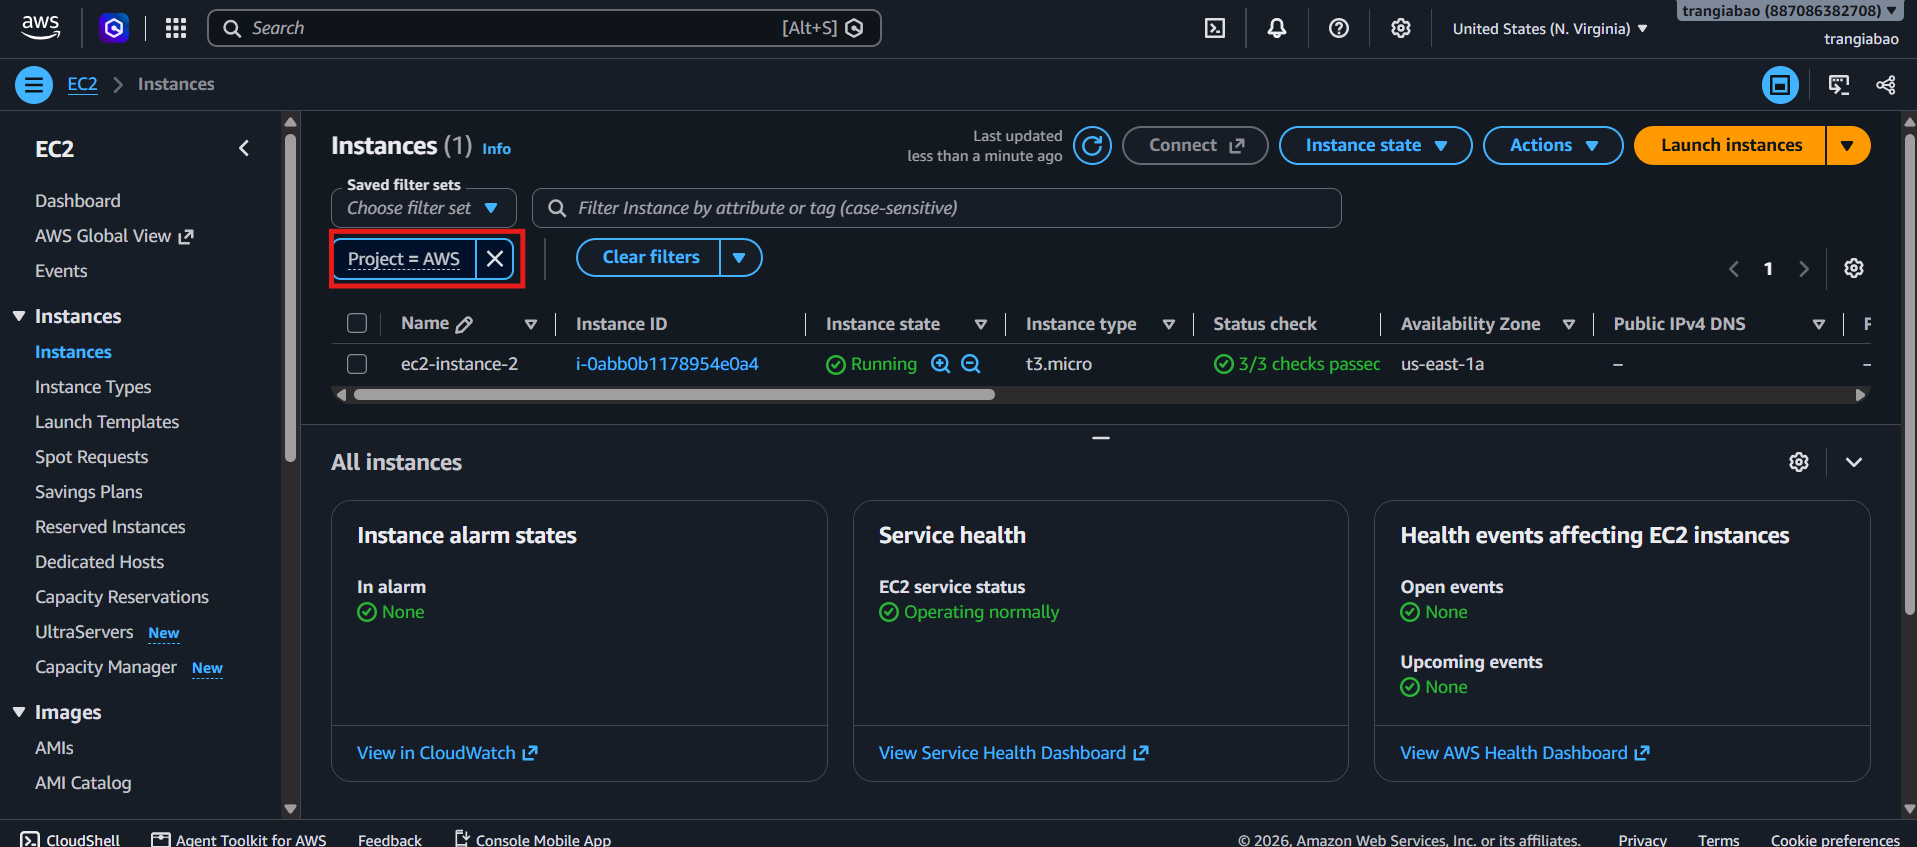 aws
Search [Alt+S]
United States (N. Virginia)
trangiabao (887086382708)
trangiabao
EC2 > Instances
EC2
Dashboard
AWS Global View
Events
Instances
Instances
Instance Types
Launch Templates
Spot Requests
Savings Plans
Reserved Instances
Dedicated Hosts
Capacity Reservations
UltraServers New
Capacity Manager New
Images
AMIs
AMI Catalog
Instances (1) Info
Last updated
less than a minute ago
Connect
Instance state
Actions
Launch instances
Saved filter sets
Choose filter set
Filter Instance by attribute or tag (case-sensitive)
Project = AWS
Clear filters
1
Name Instance ID Instance state Instance type Status check Availability Zone Public IPv4 DNS
ec2-instance-2 i-0abb0b1178954e0a4 Running t3.micro 3/3 checks passec us-east-1a – –
All instances
Instance alarm states
In alarm
None
View in CloudWatch
Service health
EC2 service status
Operating normally
View Service Health Dashboard
Health events affecting EC2 instances
Open events
None
Upcoming events
None
View AWS Health Dashboard
CloudShell Agent Toolkit for AWS Feedback Console Mobile App
© 2026, Amazon Web Services, Inc. or its affiliates. Privacy Terms Cookie preferences